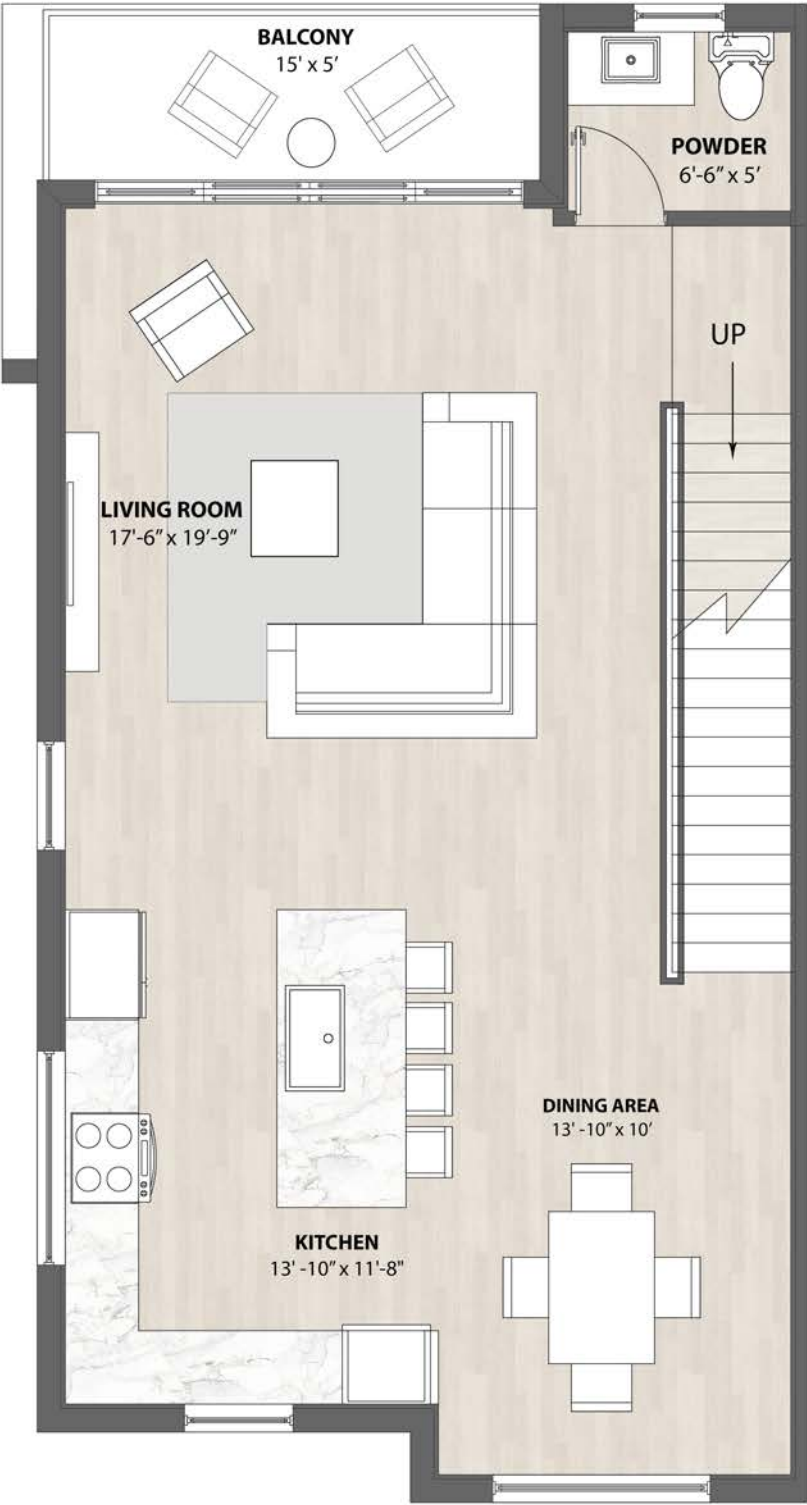 BALCONY
15' x 5'
POWDER
6'-6" x 5'
UP
LIVING ROOM
17'-6" x 19'-9"
DINING AREA
13' -10" x 10'
KITCHEN
13' -10" x 11'-8"